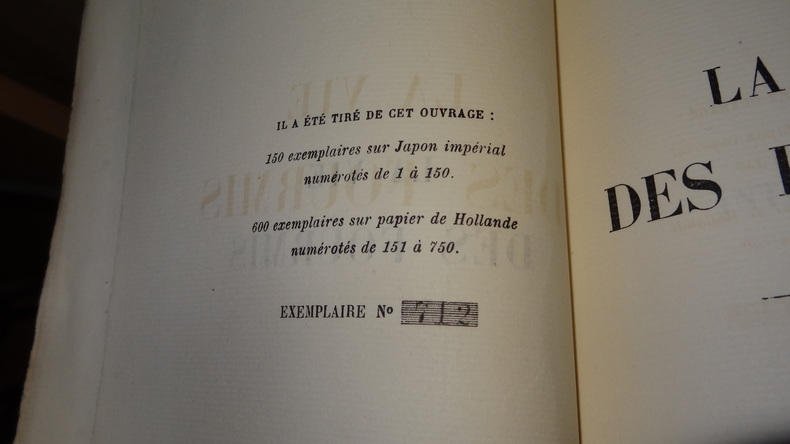 IL A ÉTÉ TIRÉ DE CET OUVRAGE :
150 exemplaires sur Japon impérial
numérotés de 1 à 150.
600 exemplaires sur papier de Hollande
numérotés de 151 à 750.
EXEMPLAIRE Nº 712
LA
DES